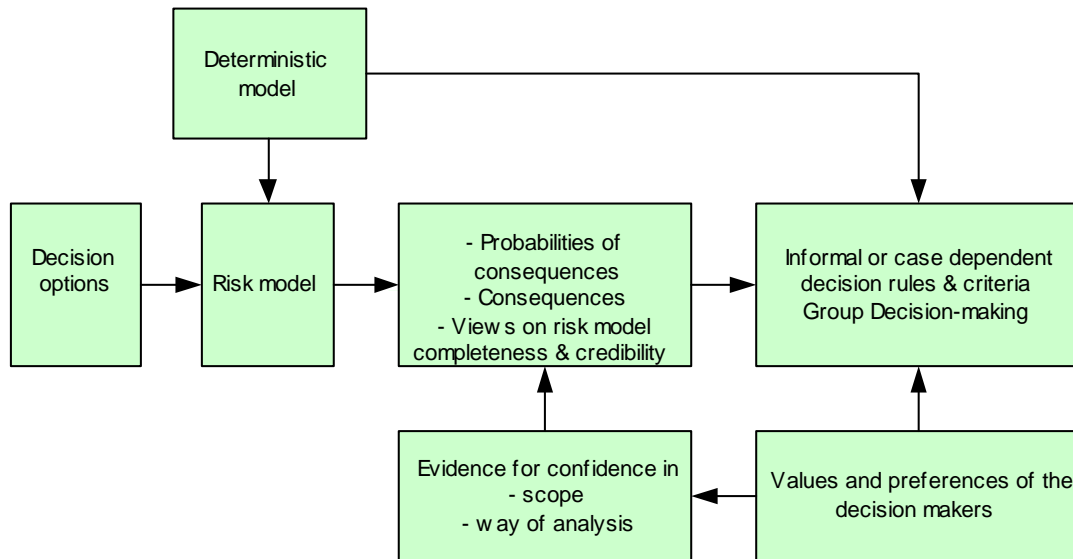 Deterministic
model
Decision
options
Risk model
- Probabilities of
consequences
- Consequences
- Views on risk model
completeness & credibility
Informal or case dependent
decision rules & criteria
Group Decision-making
Evidence for confidence in
- scope
- way of analysis
Values and preferences of the
decision makers